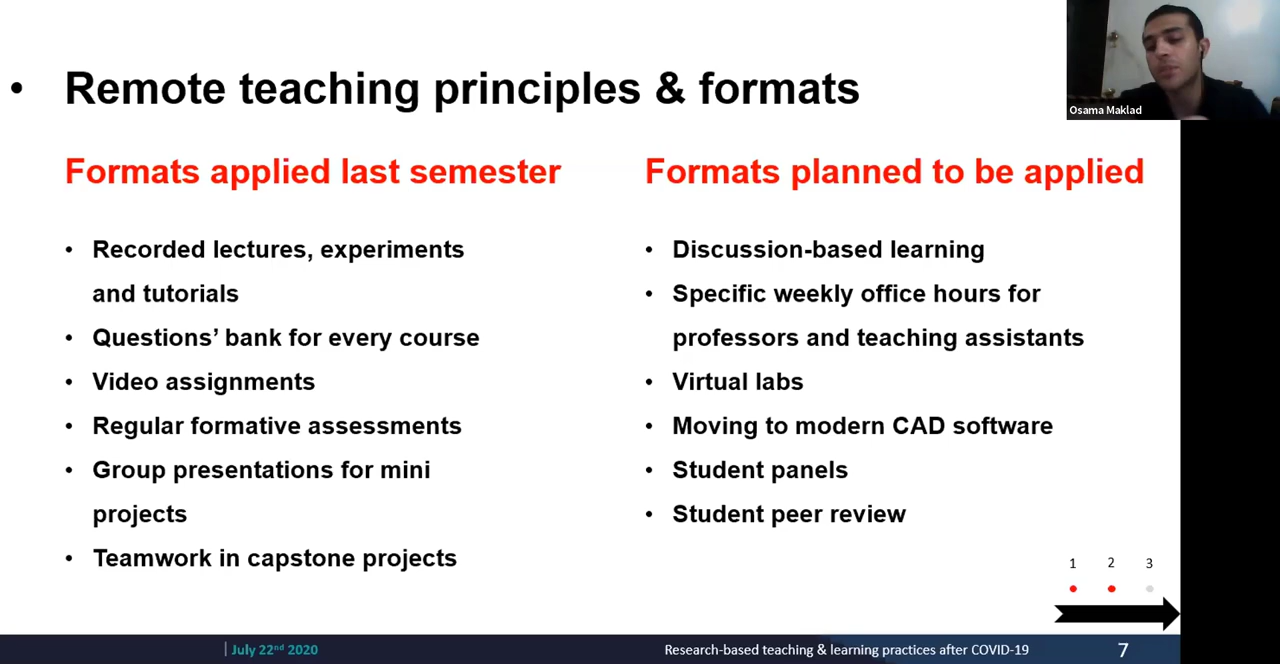 • Remote teaching principles & formats
Osama Maklad
Formats applied last semester
• Recorded lectures, experiments
and tutorials
• Questions’ bank for every course
• Video assignments
• Regular formative assessments
• Group presentations for mini
projects
• Teamwork in capstone projects
Formats planned to be applied
• Discussion-based learning
• Specific weekly office hours for
professors and teaching assistants
• Virtual labs
• Moving to modern CAD software
• Student panels
• Student peer review
1 2 3
| July 22nd 2020
Research-based teaching & learning practices after COVID-19
7